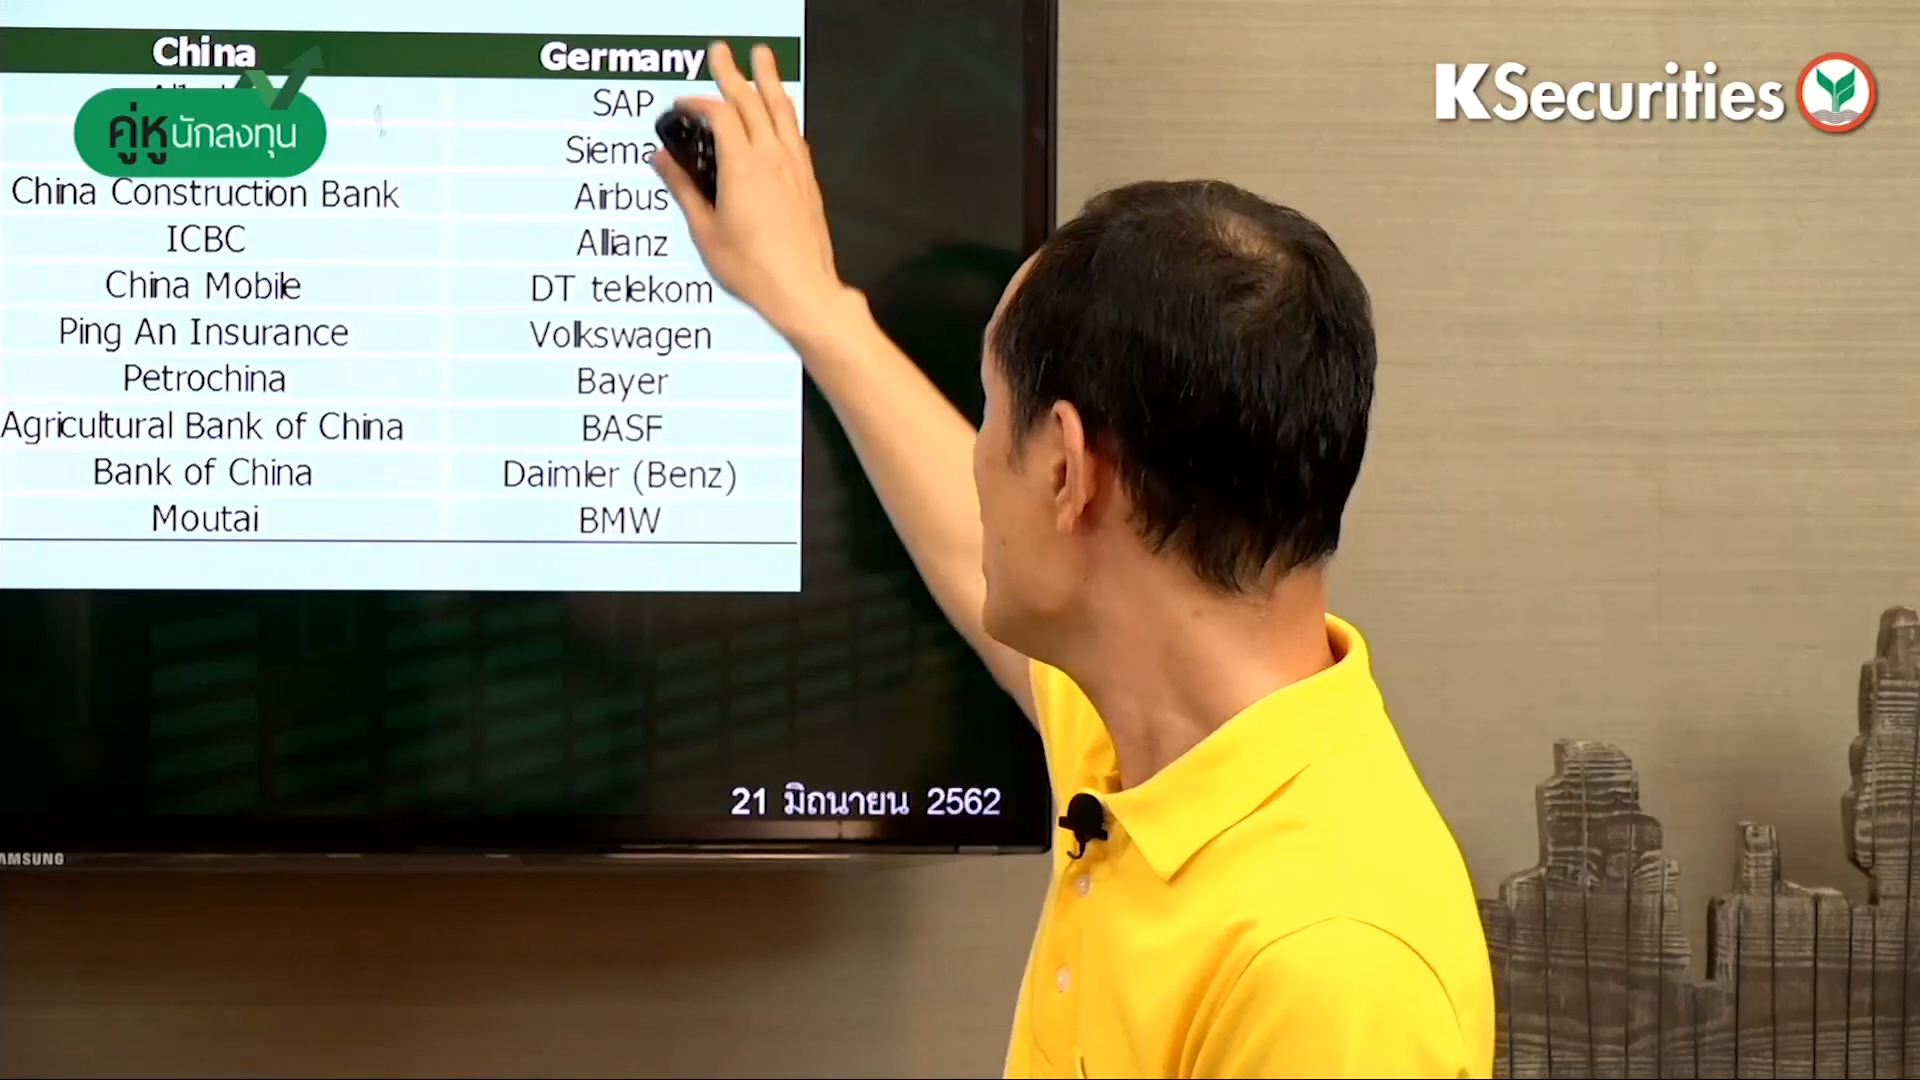 China Germany
SAP
KSecurities
คู่หูนักลงทุน
China Construction Bank Airbus
ICBC Allianz
China Mobile DT telekom
Ping An Insurance Volkswagen
Petrochina Bayer
Agricultural Bank of China BASF
Bank of China Daimler (Benz)
Moutai BMW
21 มิถุนายน 2562